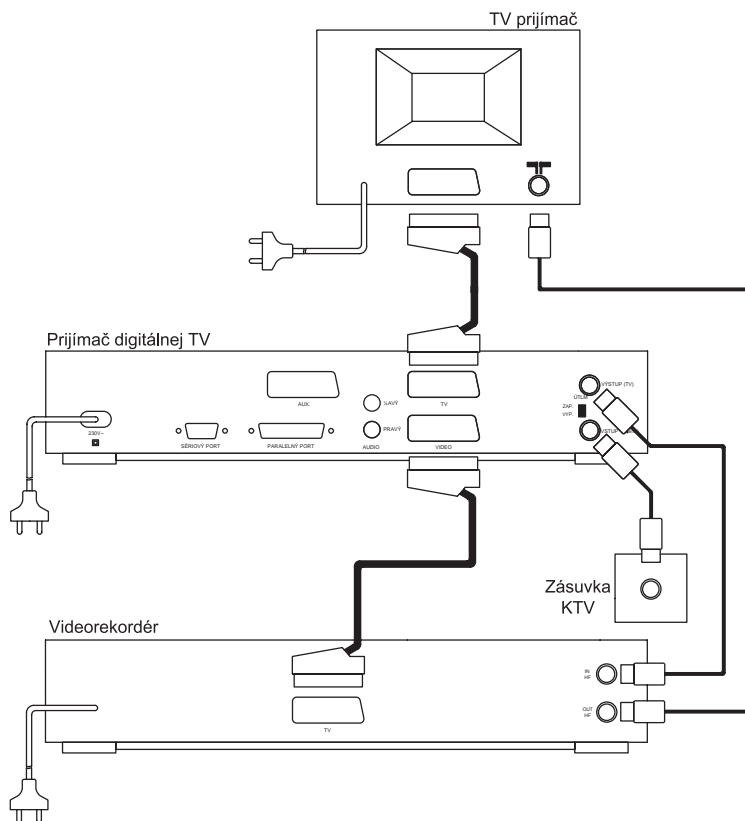 TV prijímač
Prijímač digitálnej TV
AUX.
ĽAVÝ
TV
VÝSTUP (TV)
ÚTLM
ZAP.
VYP.
230V~
SÉRIOVÝ PORT
PARALELNÝ PORT
PRAVÝ
AUDIO
VIDEO
VSTUP
Zásuvka
KTV
Videorekordér
IN
HF
OUT
HF
TV